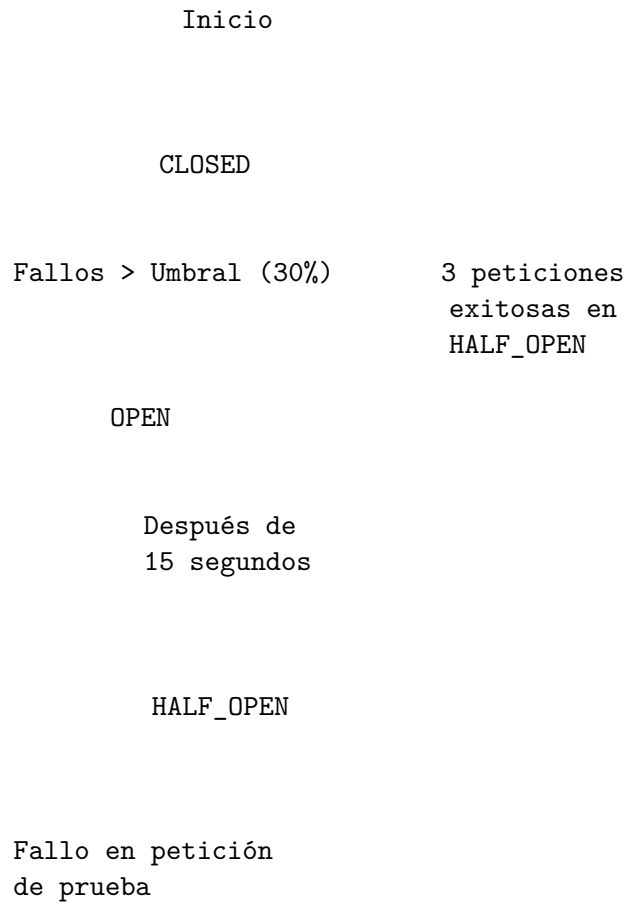 Inicio
CLOSED
Fallos > Umbral (30%)
3 peticiones
exitosas en
HALF_OPEN
OPEN
Después de
15 segundos
HALF_OPEN
Fallo en petición
de prueba